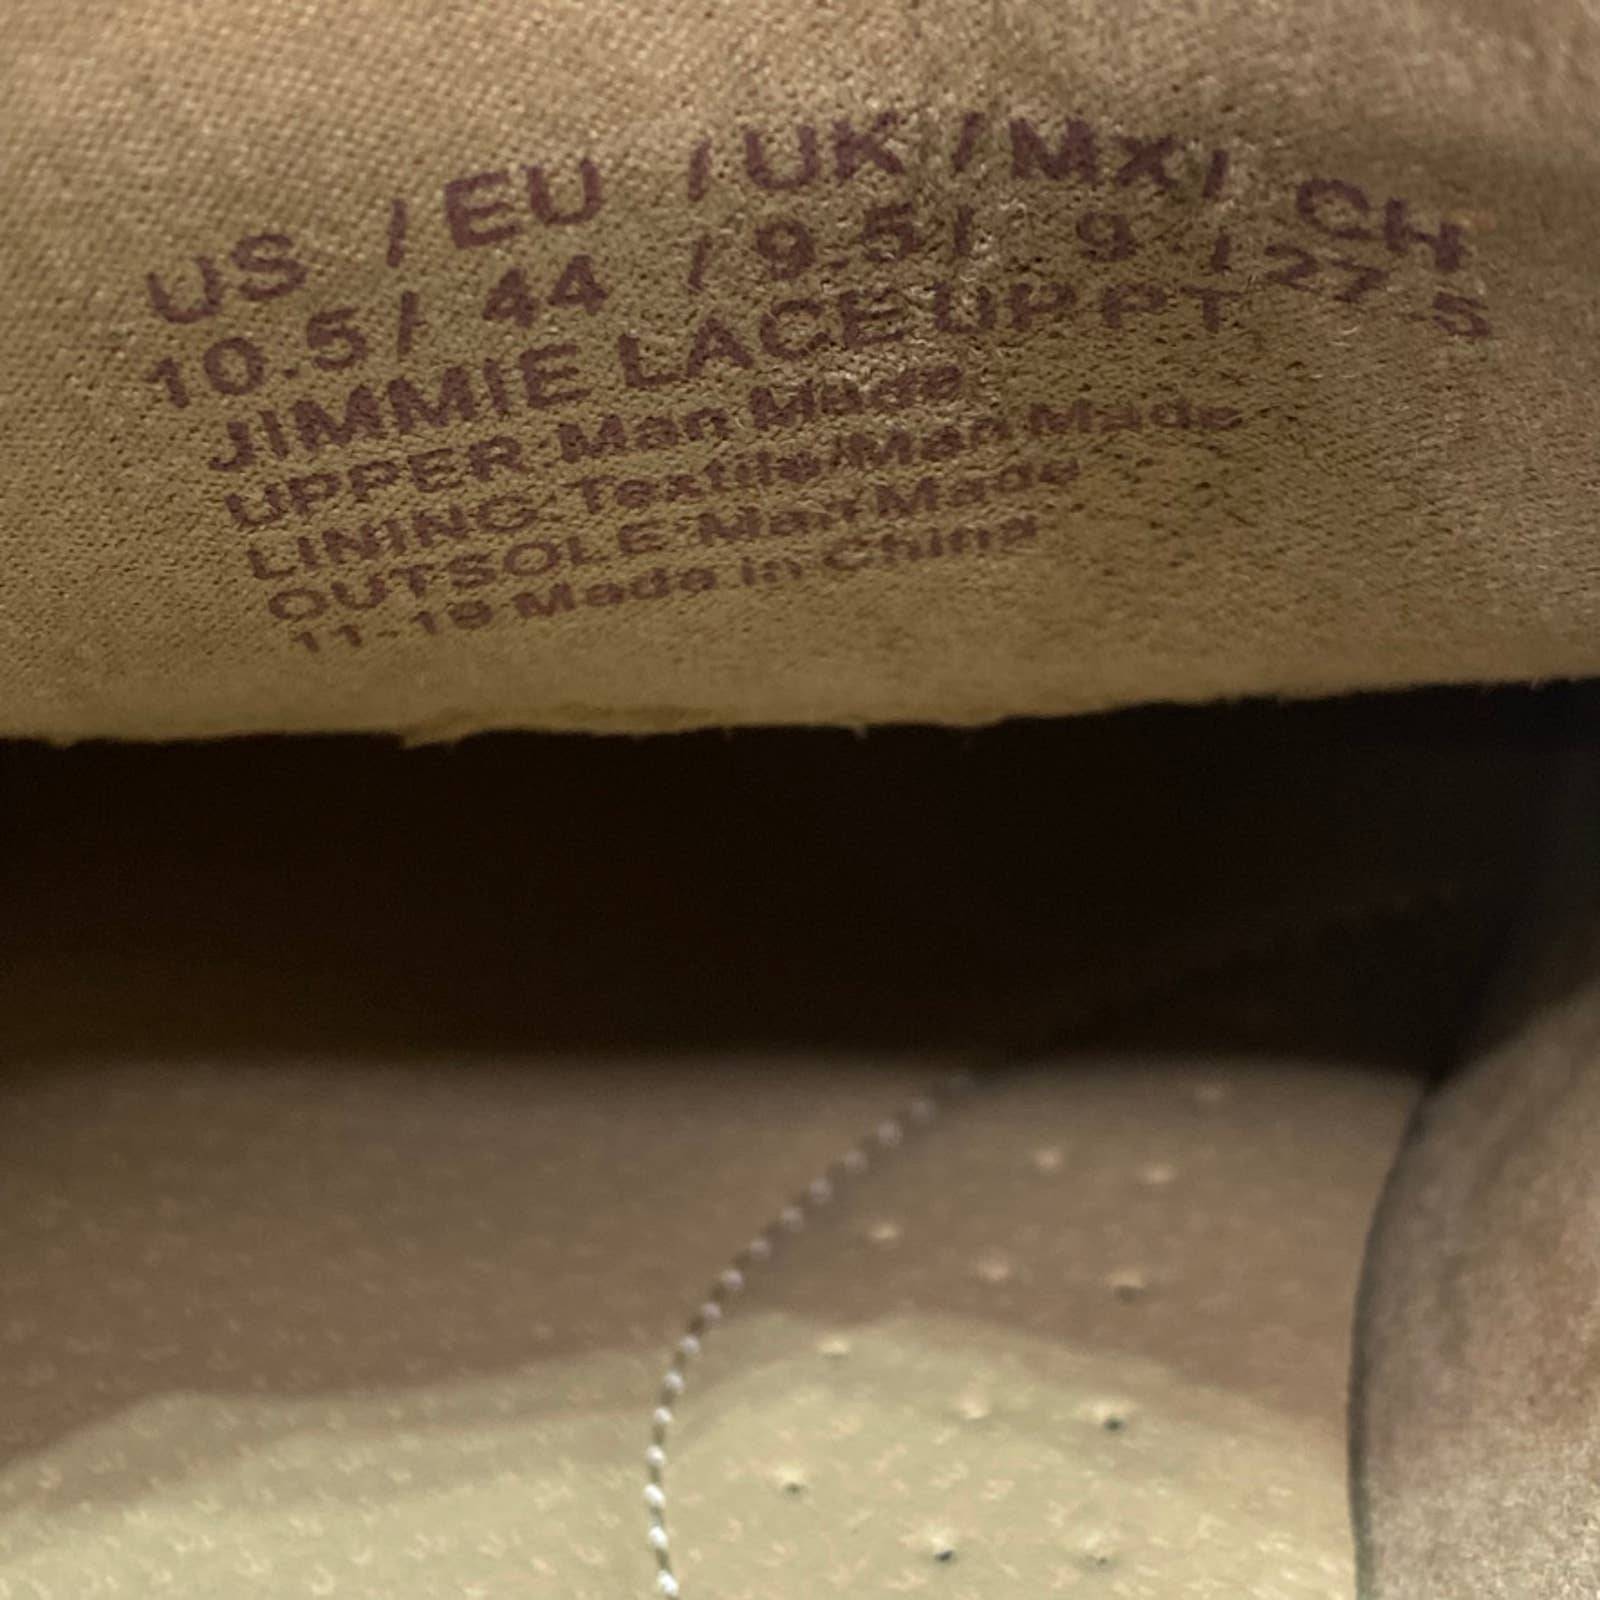 US / EU / UK / MX / CH
10.5 / 44 / 9.5 / 9 / 27.5
JIMMIE LACE UP PT
UPPER Man Made
LINING Textile/Man Made
OUTSOLE Man Made
11-19 Made in China